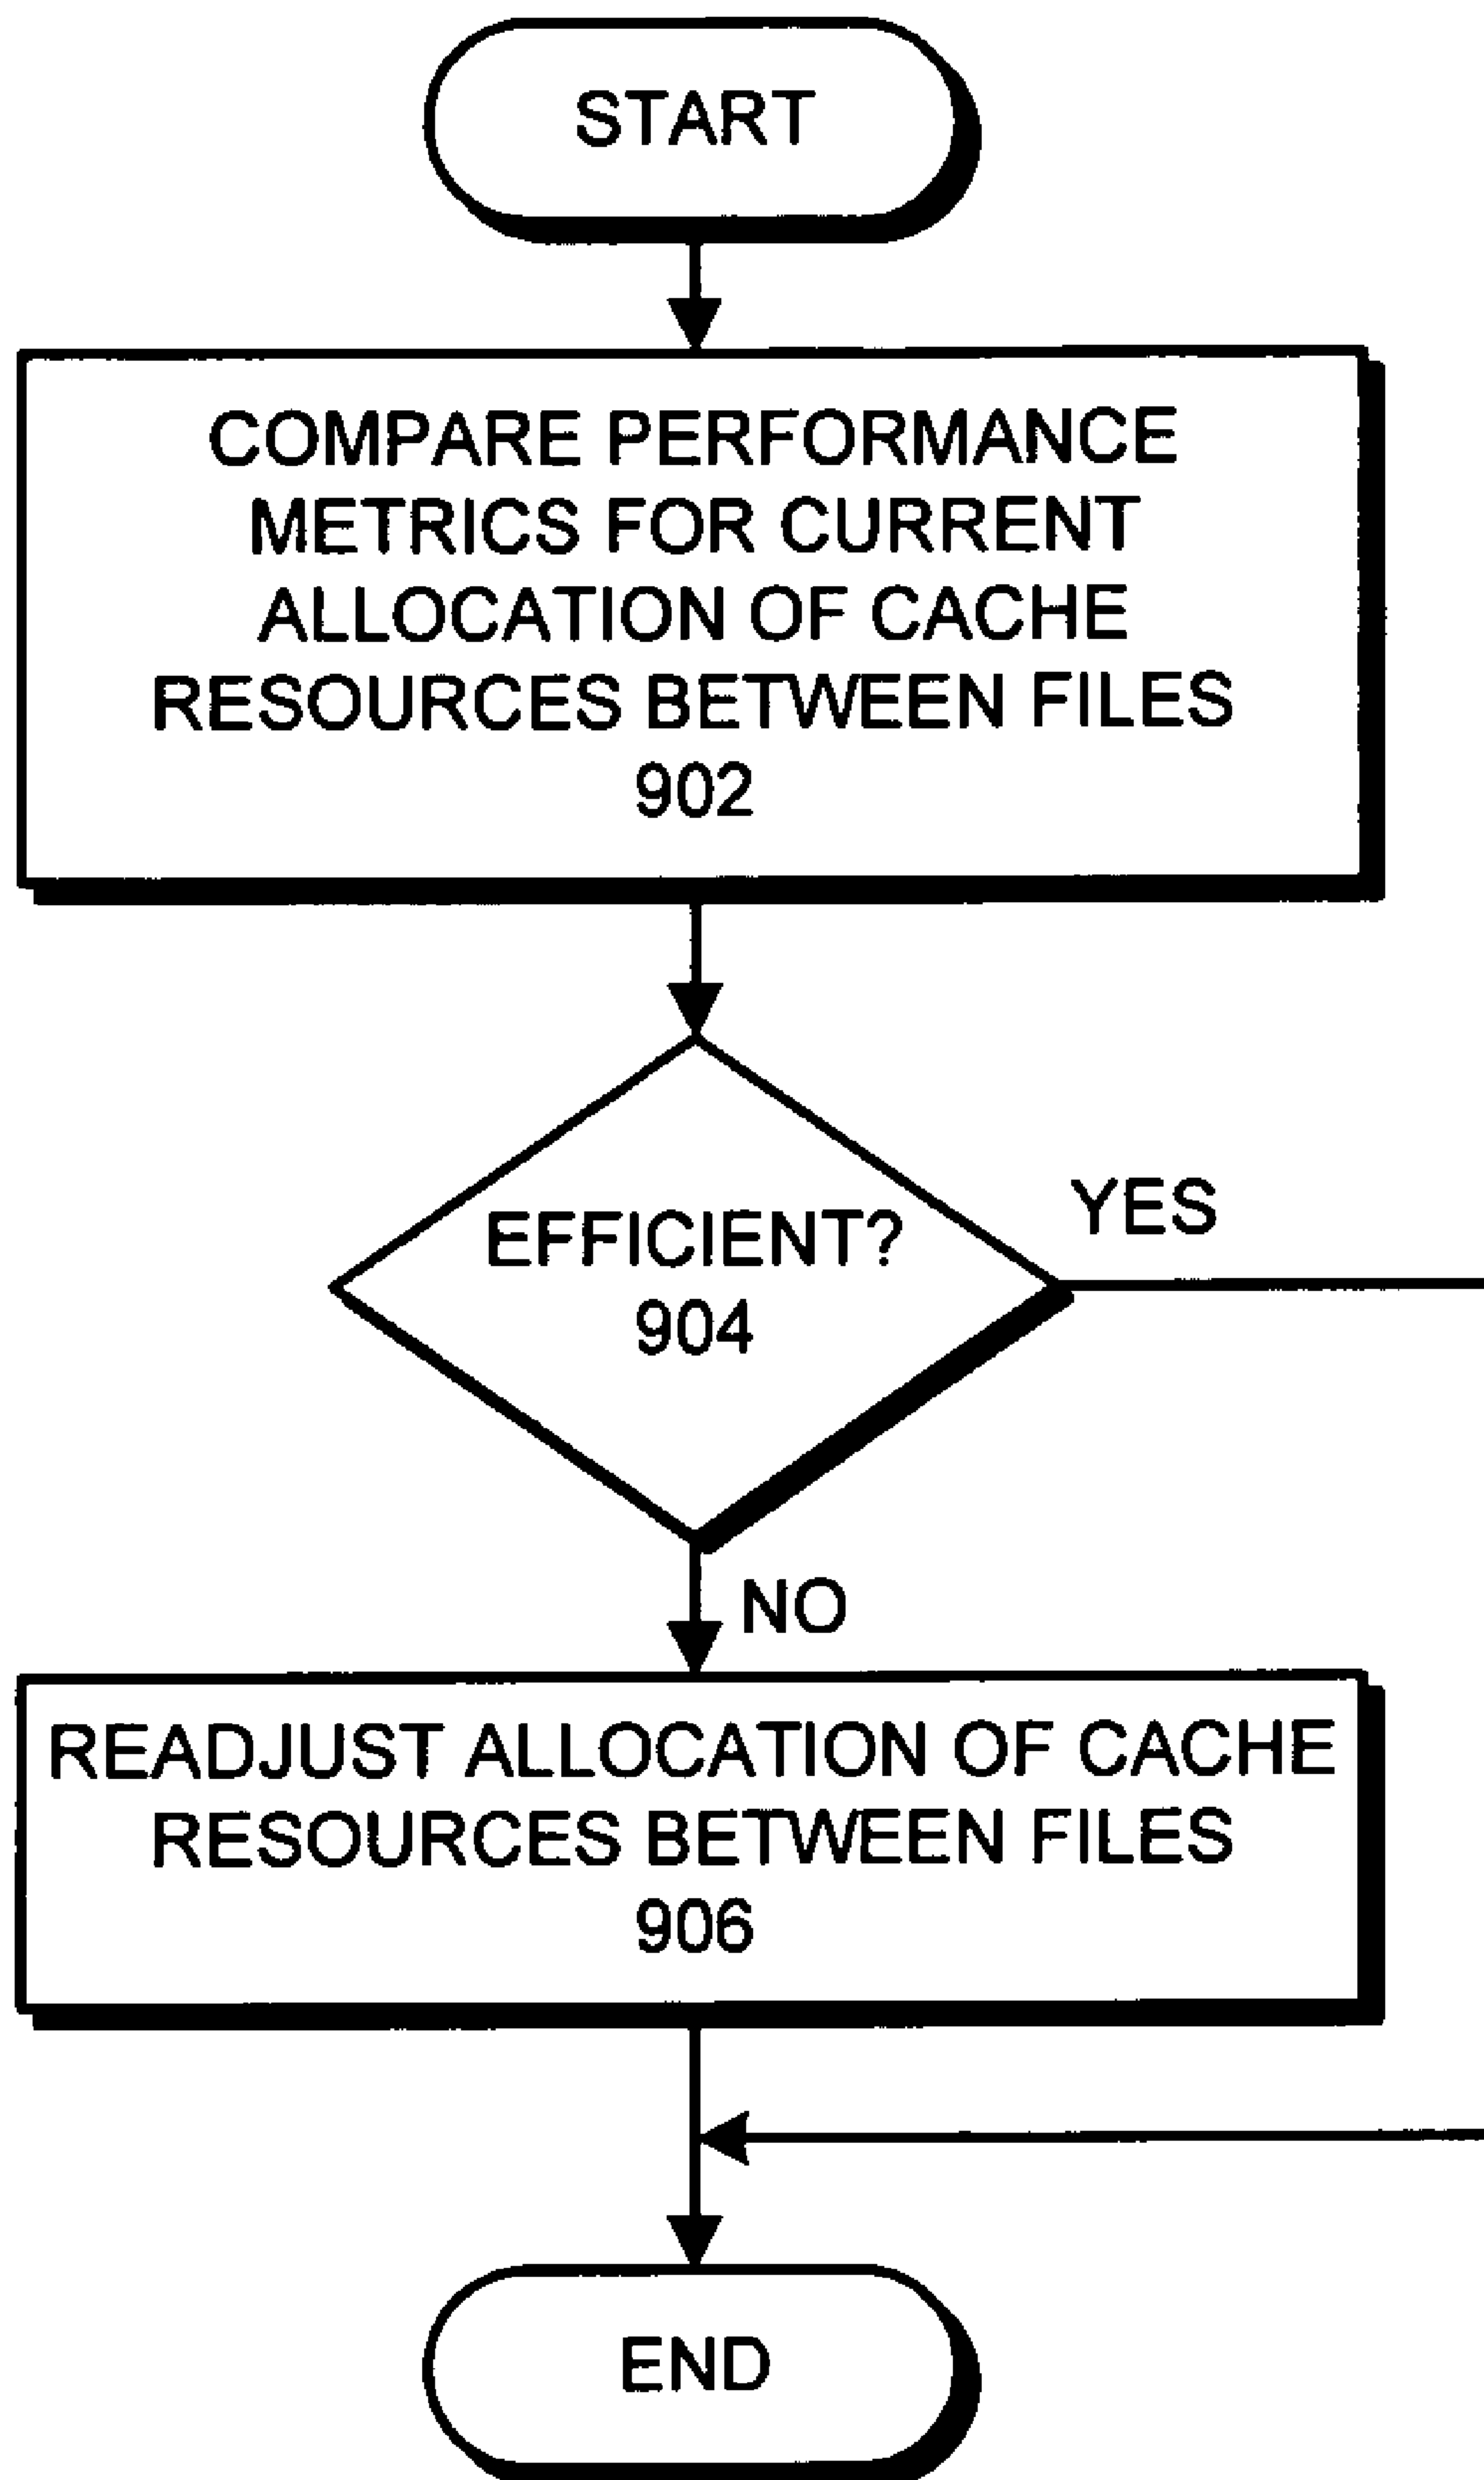 START
COMPARE PERFORMANCE
METRICS FOR CURRENT
ALLOCATION OF CACHE
RESOURCES BETWEEN FILES
902
EFFICIENT?
904
YES
NO
READJUST ALLOCATION OF CACHE
RESOURCES BETWEEN FILES
906
END